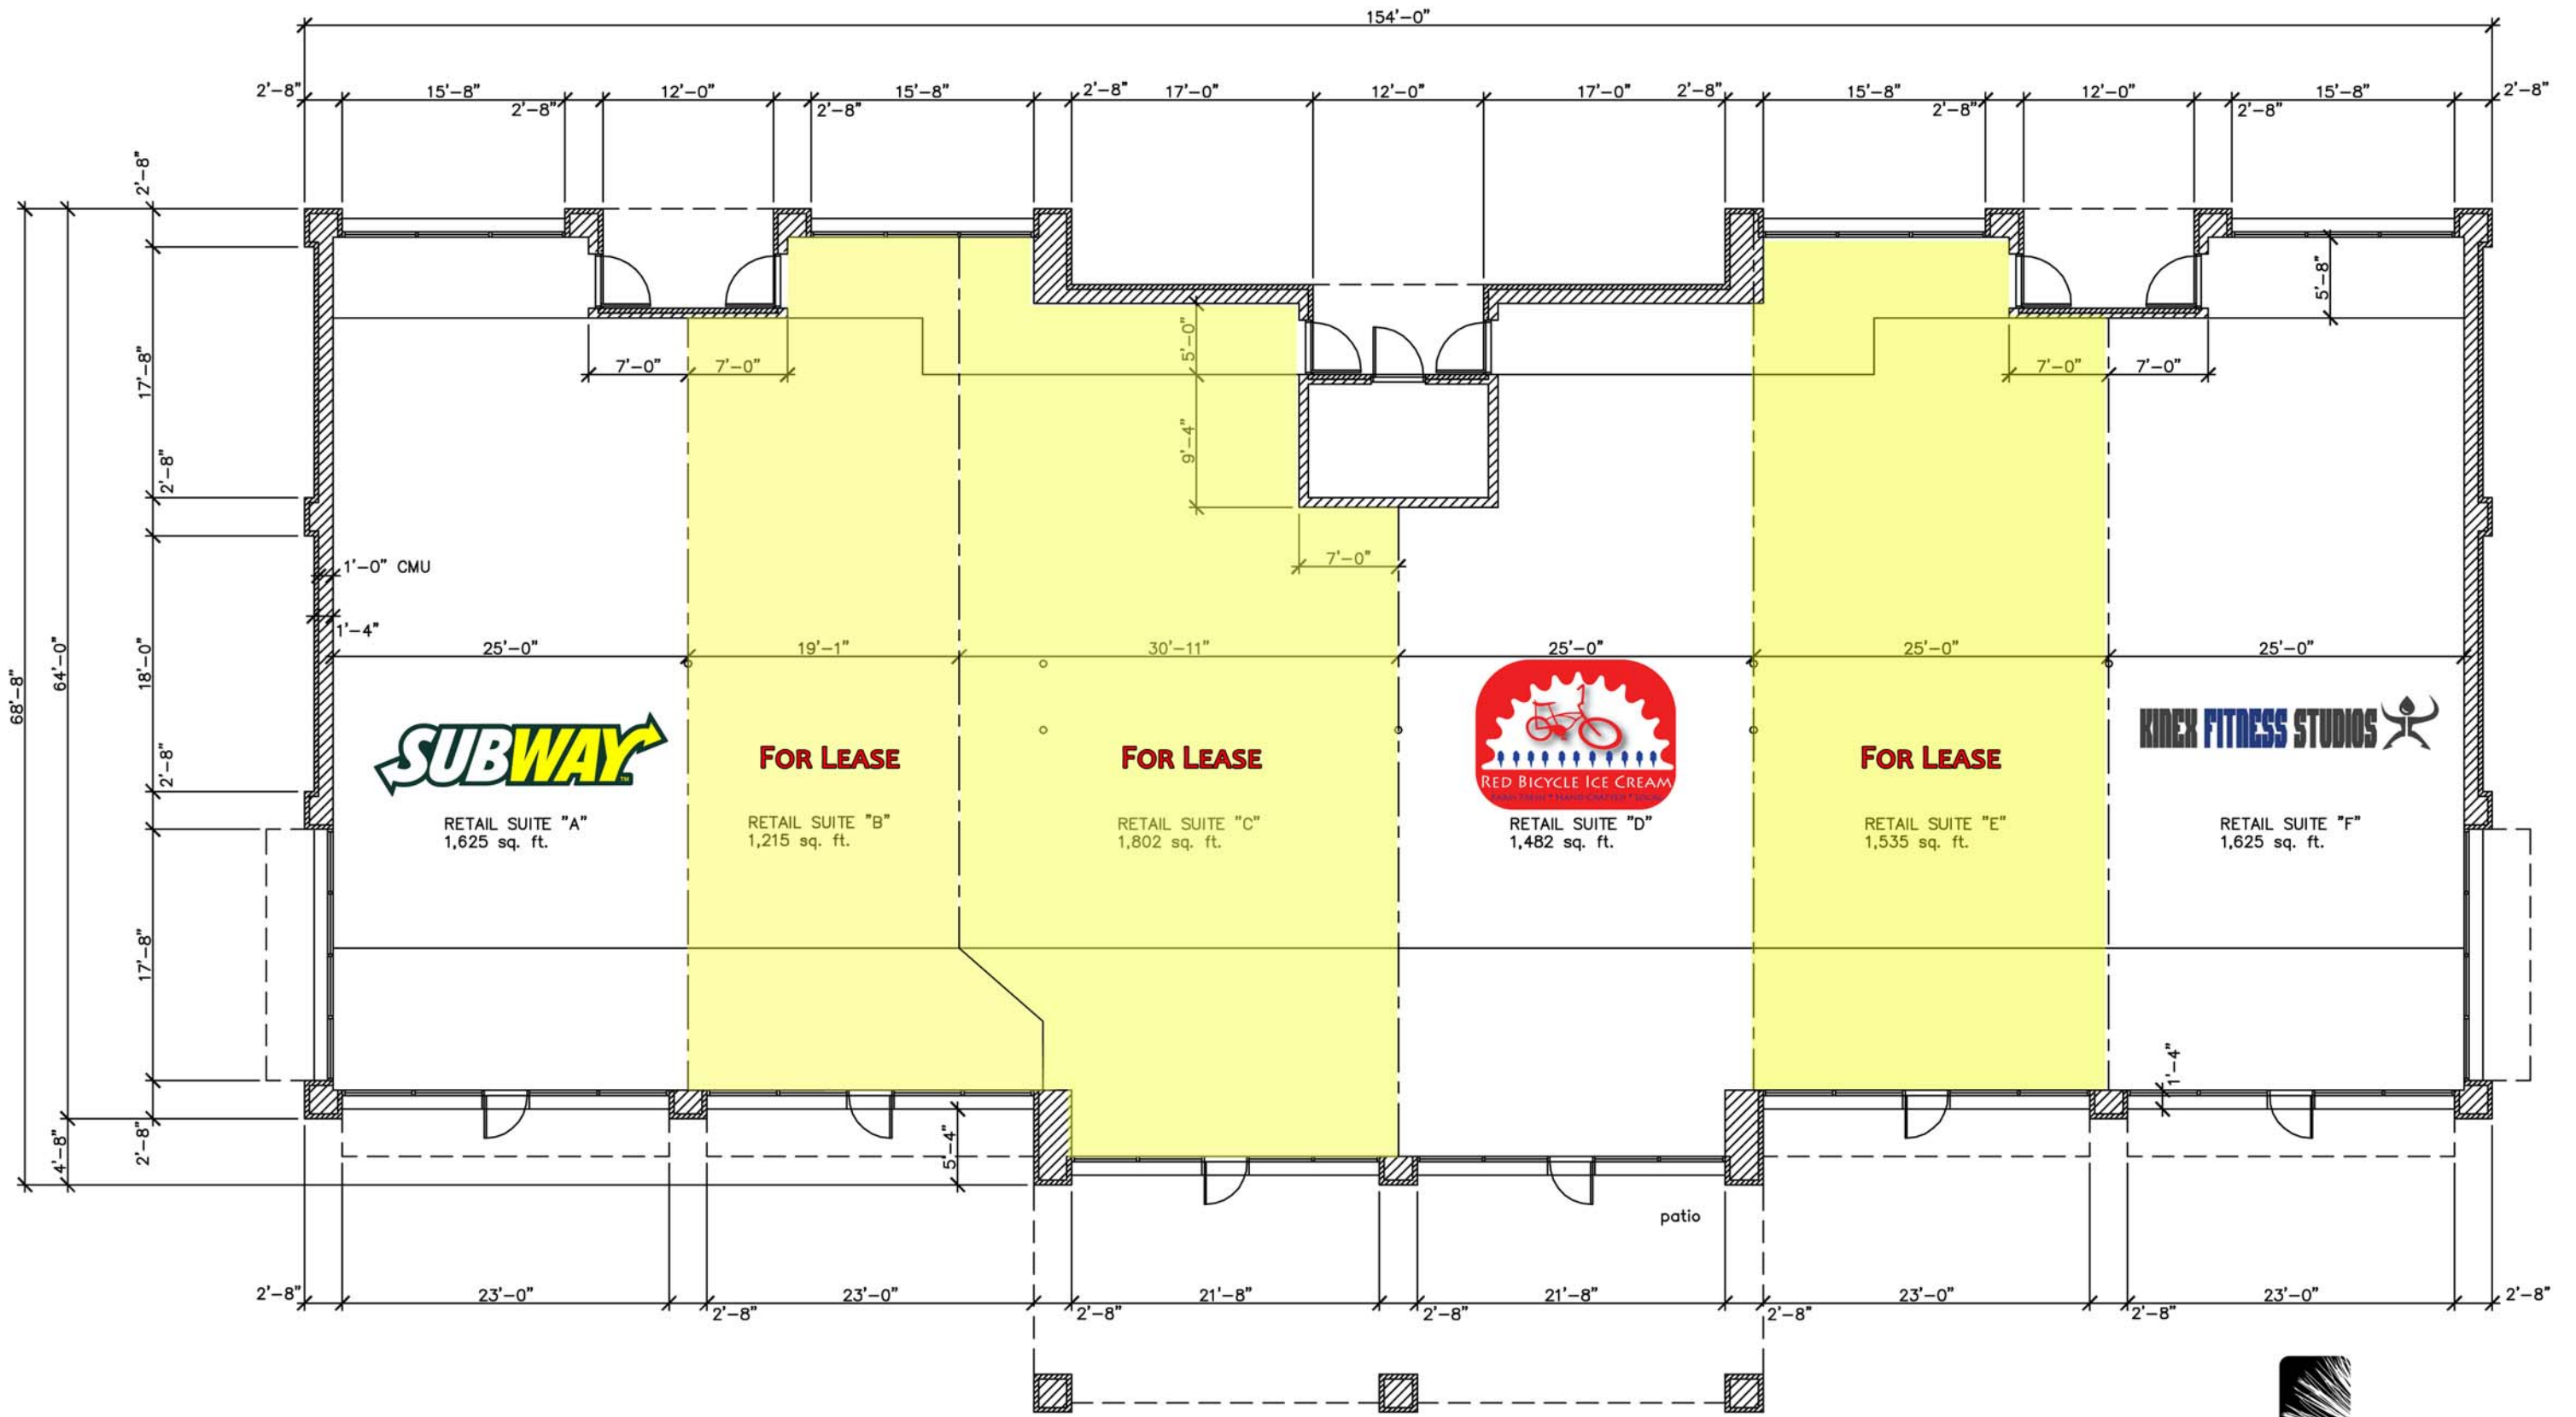 154'-0"
2'-8" 15'-8" 2'-8" 12'-0" 2'-8" 15'-8" 2'-8" 17'-0" 12'-0" 17'-0" 2'-8" 15'-8" 2'-8" 12'-0" 2'-8" 15'-8" 2'-8"
2'-8"
17'-8"
2'-8"
18'-0"
2'-8"
17'-8"
2'-8"
64'-0"
68'-8"
4'-8"
5'-8"
5'-0"
9'-4"
7'-0" 7'-0" 7'-0" 7'-0"
7'-0"
1'-0" CMU
1'-4"
25'-0" 19'-1" 30'-11" 25'-0" 25'-0" 25'-0"
SUBWAY
TM
FOR LEASE
FOR LEASE
RED BICYCLE ICE CREAM
FOR LEASE
KINEX FITNESS STUDIOS
RETAIL SUITE "A"
1,625 sq. ft.
RETAIL SUITE "B"
1,215 sq. ft.
RETAIL SUITE "C"
1,802 sq. ft.
RETAIL SUITE "D"
1,482 sq. ft.
RETAIL SUITE "E"
1,535 sq. ft.
RETAIL SUITE "F"
1,625 sq. ft.
1'-4"
5'-4"
patio
2'-8" 23'-0" 2'-8" 23'-0" 2'-8" 21'-8" 2'-8" 21'-8" 2'-8" 23'-0" 2'-8" 23'-0" 2'-8"